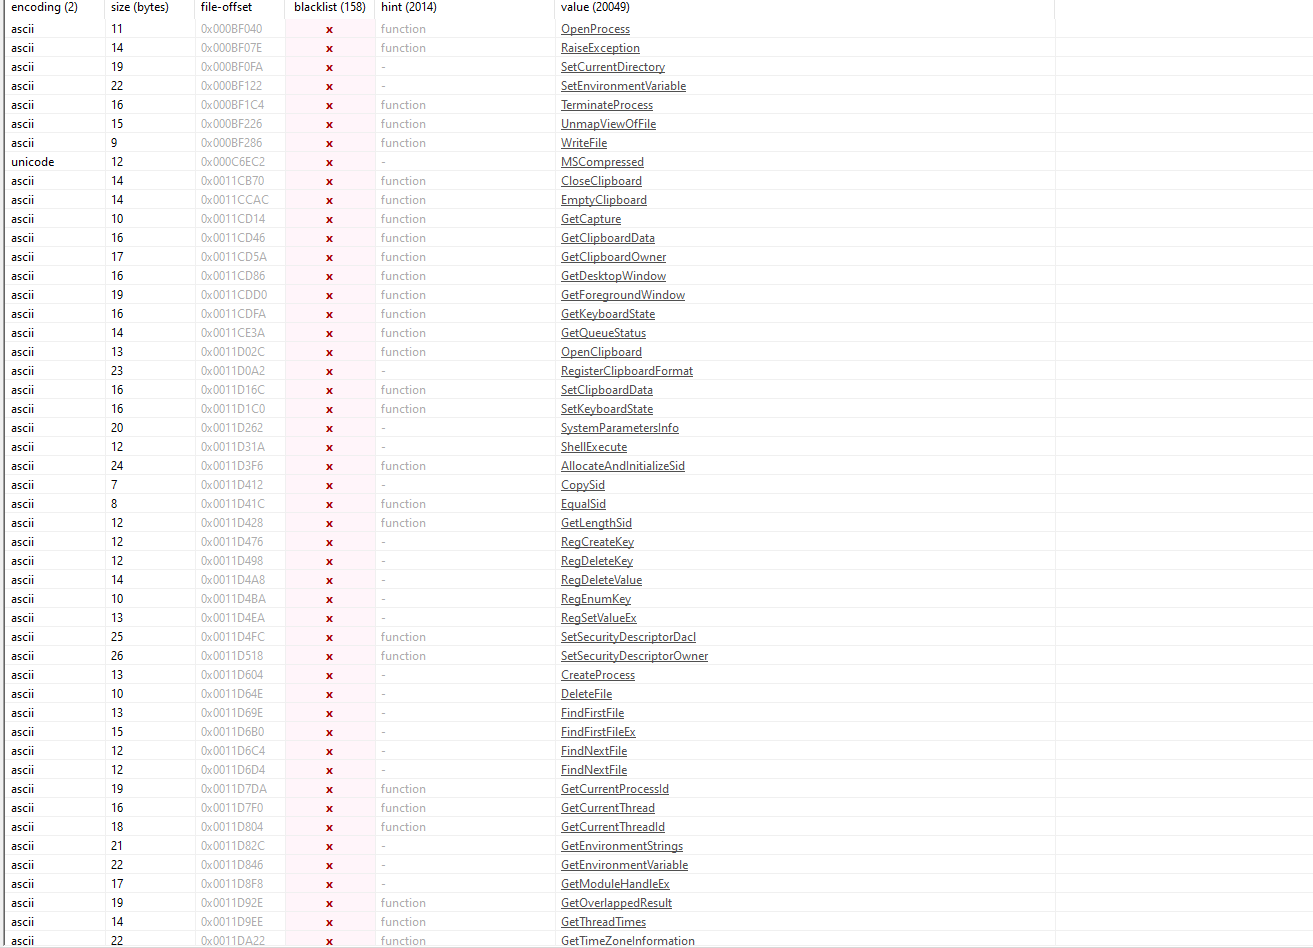 encoding (2) size (bytes) file-offset blacklist (158) hint (2014) value (20049)
ascii 11 0x000BF040 x function OpenProcess
ascii 14 0x000BF07E x function RaiseException
ascii 19 0x000BF0FA x - SetCurrentDirectory
ascii 22 0x000BF122 x - SetEnvironmentVariable
ascii 16 0x000BF1C4 x function TerminateProcess
ascii 15 0x000BF226 x function UnmapViewOfFile
ascii 9 0x000BF286 x function WriteFile
unicode 12 0x000C6EC2 x - MSCompressed
ascii 14 0x0011CB70 x function CloseClipboard
ascii 14 0x0011CCAC x function EmptyClipboard
ascii 10 0x0011CD14 x function GetCapture
ascii 16 0x0011CD46 x function GetClipboardData
ascii 17 0x0011CD5A x function GetClipboardOwner
ascii 16 0x0011CD86 x function GetDesktopWindow
ascii 19 0x0011CDD0 x function GetForegroundWindow
ascii 16 0x0011CDFA x function GetKeyboardState
ascii 14 0x0011CE3A x function GetQueueStatus
ascii 13 0x0011D02C x function OpenClipboard
ascii 23 0x0011D0A2 x - RegisterClipboardFormat
ascii 16 0x0011D16C x function SetClipboardData
ascii 16 0x0011D1C0 x function SetKeyboardState
ascii 20 0x0011D262 x - SystemParametersInfo
ascii 12 0x0011D31A x - ShellExecute
ascii 24 0x0011D3F6 x function AllocateAndInitializeSid
ascii 7 0x0011D412 x - CopySid
ascii 8 0x0011D41C x function EqualSid
ascii 12 0x0011D428 x function GetLengthSid
ascii 12 0x0011D476 x - RegCreateKey
ascii 12 0x0011D498 x - RegDeleteKey
ascii 14 0x0011D4A8 x - RegDeleteValue
ascii 10 0x0011D4BA x - RegEnumKey
ascii 13 0x0011D4EA x - RegSetValueEx
ascii 25 0x0011D4FC x function SetSecurityDescriptorDacl
ascii 26 0x0011D518 x function SetSecurityDescriptorOwner
ascii 13 0x0011D604 x - CreateProcess
ascii 10 0x0011D64E x - DeleteFile
ascii 13 0x0011D69E x - FindFirstFile
ascii 15 0x0011D6B0 x - FindFirstFileEx
ascii 12 0x0011D6C4 x - FindNextFile
ascii 12 0x0011D6D4 x - FindNextFile
ascii 19 0x0011D7DA x function GetCurrentProcessId
ascii 16 0x0011D7F0 x function GetCurrentThread
ascii 18 0x0011D804 x function GetCurrentThreadId
ascii 21 0x0011D82C x - GetEnvironmentStrings
ascii 22 0x0011D846 x - GetEnvironmentVariable
ascii 17 0x0011D8F8 x - GetModuleHandleEx
ascii 19 0x0011D92E x function GetOverlappedResult
ascii 14 0x0011D9EE x function GetThreadTimes
ascii 22 0x0011DA22 x function GetTimeZoneInformation